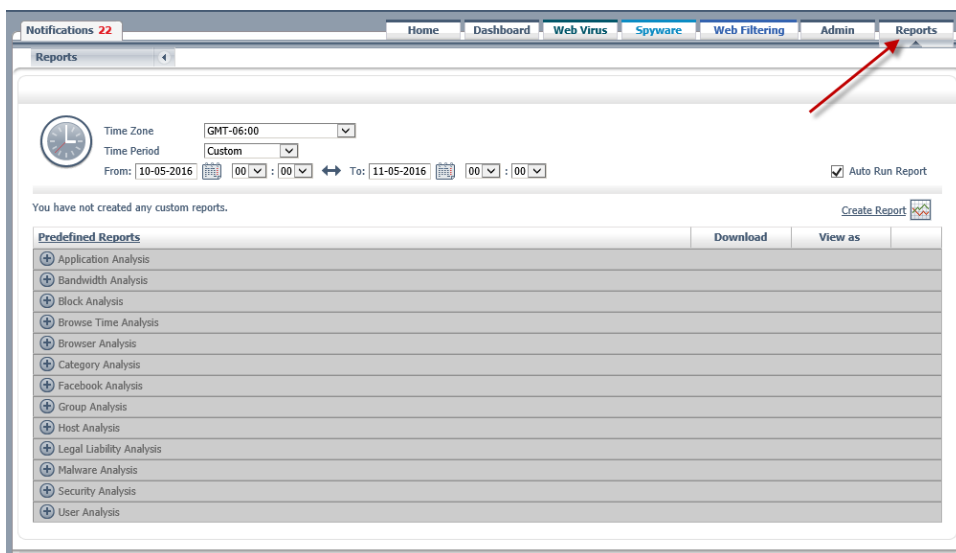 Notifications 22 Home Dashboard Web Virus Spyware Web Filtering Admin Reports
Reports
Time Zone GMT-06:00
Time Period Custom
From: 10-05-2016 00 : 00 To: 11-05-2016 00 : 00 Auto Run Report
You have not created any custom reports. Create Report
Predefined Reports Download View as
Application Analysis
Bandwidth Analysis
Block Analysis
Browse Time Analysis
Browser Analysis
Category Analysis
Facebook Analysis
Group Analysis
Host Analysis
Legal Liability Analysis
Malware Analysis
Security Analysis
User Analysis